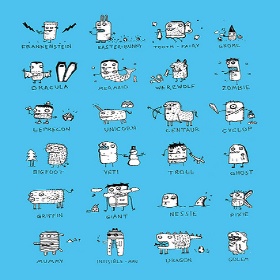 FRANKENSTEIN EASTER-BUNNY TOOTH-FAIRY GNOME
DRACULA MERMAID WEREWOLF ZOMBIE
LEPRECON UNICORN CENTAUR CYCLOP
BIGFOOT YETI TROLL GHOST
GRIFFIN GIANT NESSIE PIXIE
MUMMY INVISIBLE-MAN DRAGON GOLEM